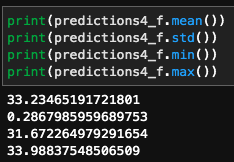 print(predictions4_f.mean())
print(predictions4_f.std())
print(predictions4_f.min())
print(predictions4_f.max())
33.23465191721801
0.2867985959689753
31.672264979291654
33.98837548506509